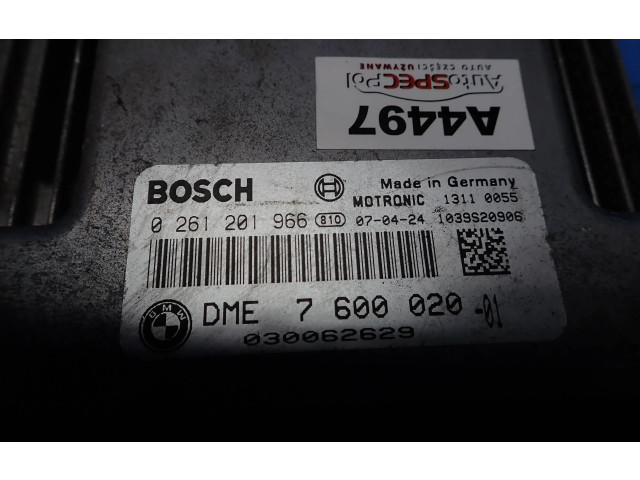 A4497
AutoSPECPol
AUTO CZĘŚCI UŻYWANE
BOSCH Made in Germany
MOTRONIC 1311 0055
0 261 201 966 810 07-04-24 1039S20906
BMW DME 7 600 020 -01
030062629